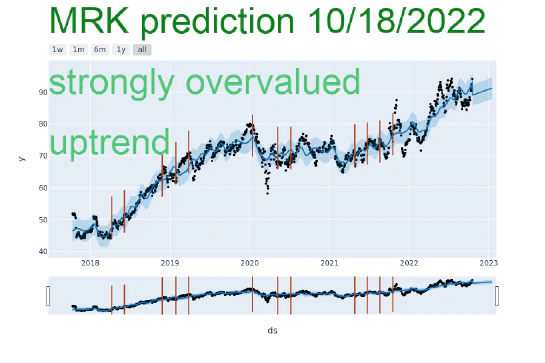 MRK prediction 10/18/2022
1w 1m 6m 1y all
strongly overvalued
uptrend
90
80
70
60
50
40
y
2018 2019 2020 2021 2022 2023
ds